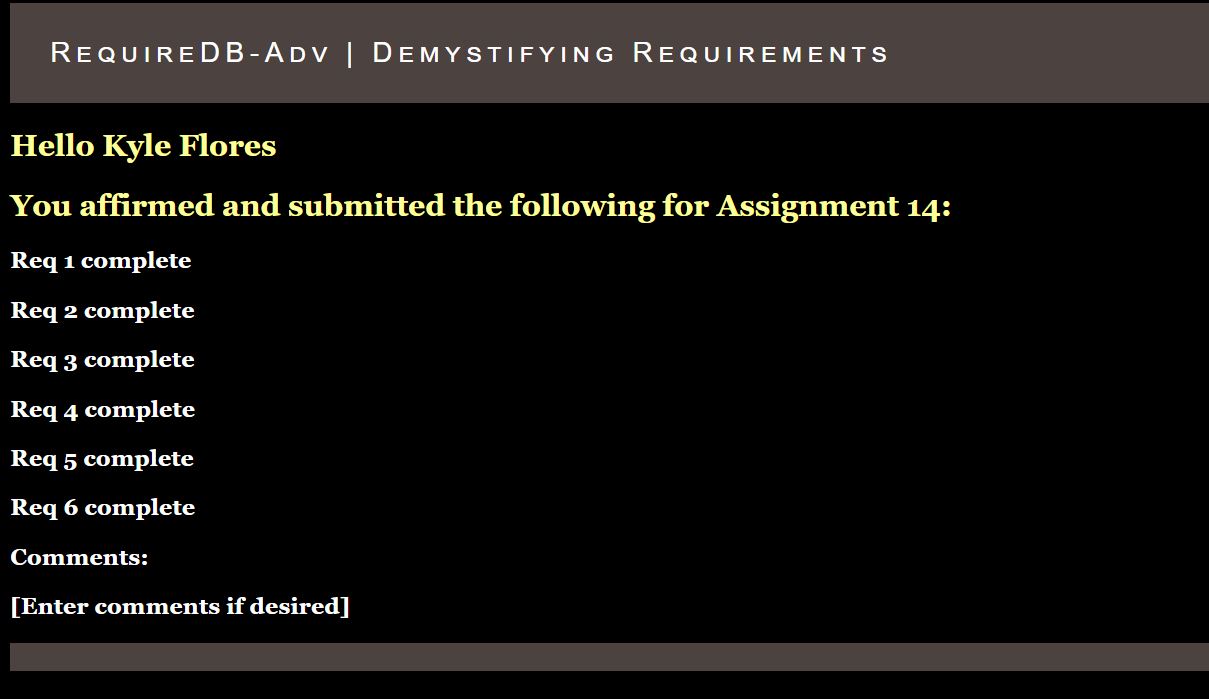 RequireDB-Adv | Demystifying Requirements
Hello Kyle Flores
You affirmed and submitted the following for Assignment 14:
Req 1 complete
Req 2 complete
Req 3 complete
Req 4 complete
Req 5 complete
Req 6 complete
Comments:
[Enter comments if desired]